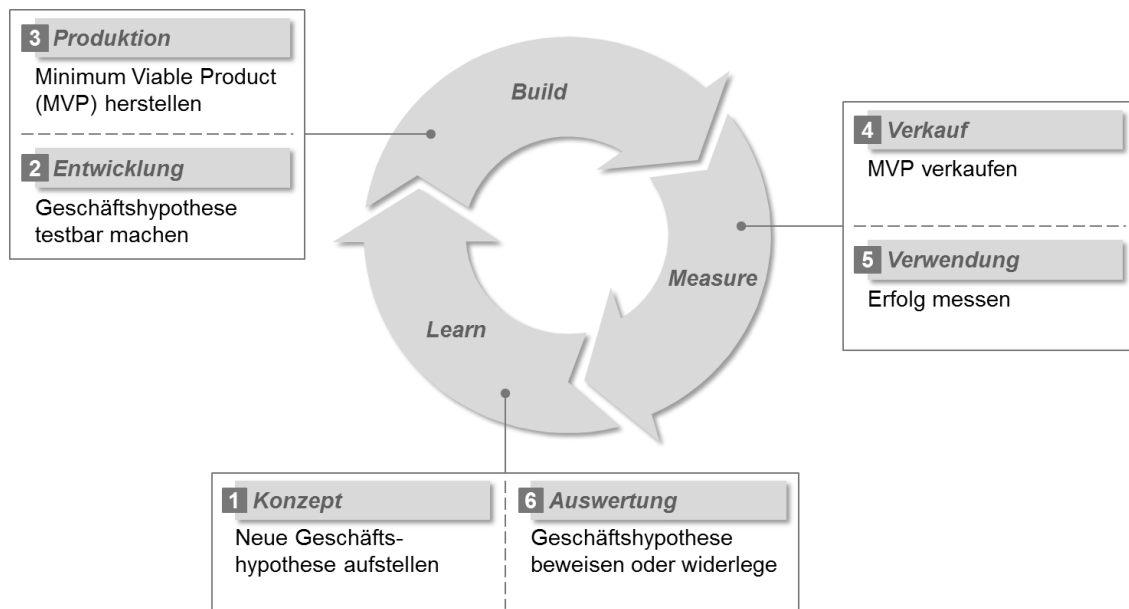 3 Produktion
Minimum Viable Product
(MVP) herstellen
2 Entwicklung
Geschäftshypothese
testbar machen
Build
Measure
Learn
4 Verkauf
MVP verkaufen
5 Verwendung
Erfolg messen
1 Konzept
Neue Geschäfts-
hypothese aufstellen
6 Auswertung
Geschäftshypothese
beweisen oder widerlege